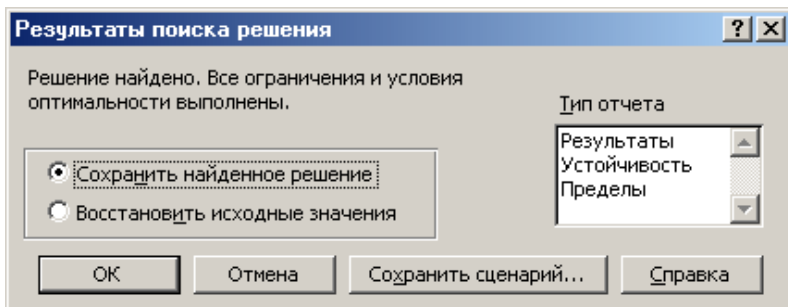 Результаты поиска решения
Решение найдено. Все ограничения и условия
оптимальности выполнены.
Тип отчета
Результаты
Устойчивость
Пределы
Сохранить найденное решение
Восстановить исходные значения
ОК
Отмена
Сохранить сценарий...
Справка